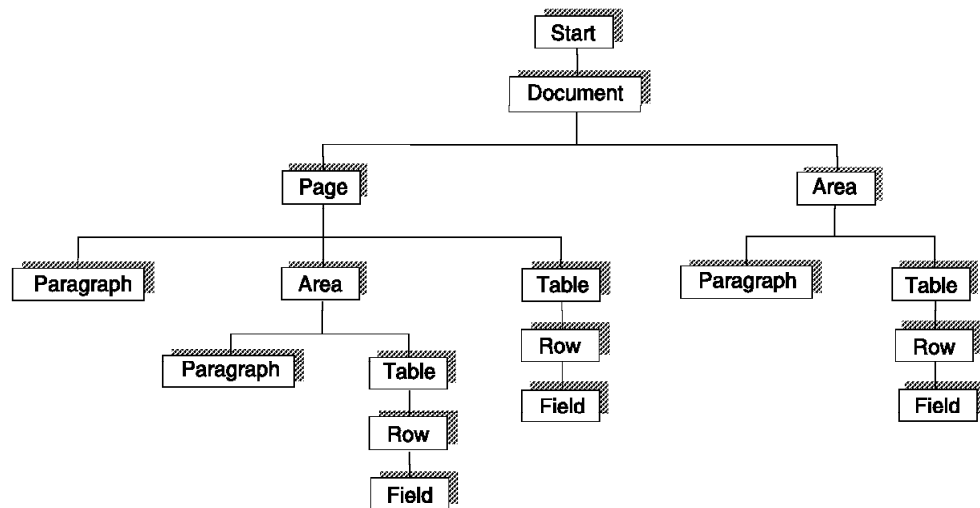 Start
Document
Page
Area
Paragraph
Area
Table
Paragraph
Table
Paragraph
Table
Row
Row
Row
Field
Field
Field